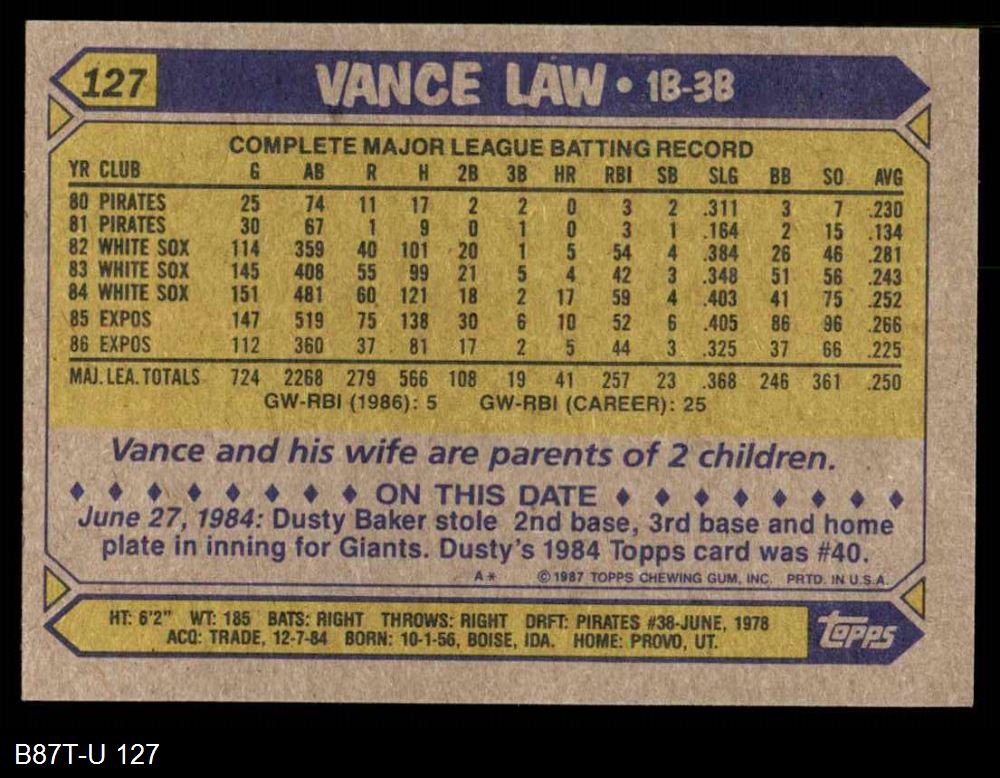 127 VANCE LAW • 1B-3B
COMPLETE MAJOR LEAGUE BATTING RECORD
YR CLUB G AB R H 2B 3B HR RBI SB SLG BB SO AVG
80 PIRATES 25 74 11 17 2 2 0 3 2 .311 3 7 .230
81 PIRATES 30 67 1 9 0 1 0 3 1 .164 2 15 .134
82 WHITE SOX 114 359 40 101 20 1 5 54 4 .384 26 46 .281
83 WHITE SOX 145 408 55 99 21 5 4 42 3 .348 51 56 .243
84 WHITE SOX 151 481 60 121 18 2 17 59 4 .403 41 75 .252
85 EXPOS 147 519 75 138 30 6 10 52 6 .405 86 96 .266
86 EXPOS 112 360 37 81 17 2 5 44 3 .325 37 66 .225
MAJ. LEA. TOTALS 724 2268 279 566 108 19 41 257 23 .368 246 361 .250
GW-RBI (1986): 5 GW-RBI (CAREER): 25
Vance and his wife are parents of 2 children.
ON THIS DATE
June 27, 1984: Dusty Baker stole 2nd base, 3rd base and home
plate in inning for Giants. Dusty's 1984 Topps card was #40.
A* ©1987 TOPPS CHEWING GUM, INC. PRTD. IN U.S.A.
HT: 6'2" WT: 185 BATS: RIGHT THROWS: RIGHT DRFT: PIRATES #38-JUNE, 1978
ACQ: TRADE, 12-7-84 BORN: 10-1-56, BOISE, IDA. HOME: PROVO, UT.
TOPPS
B87T-U 127